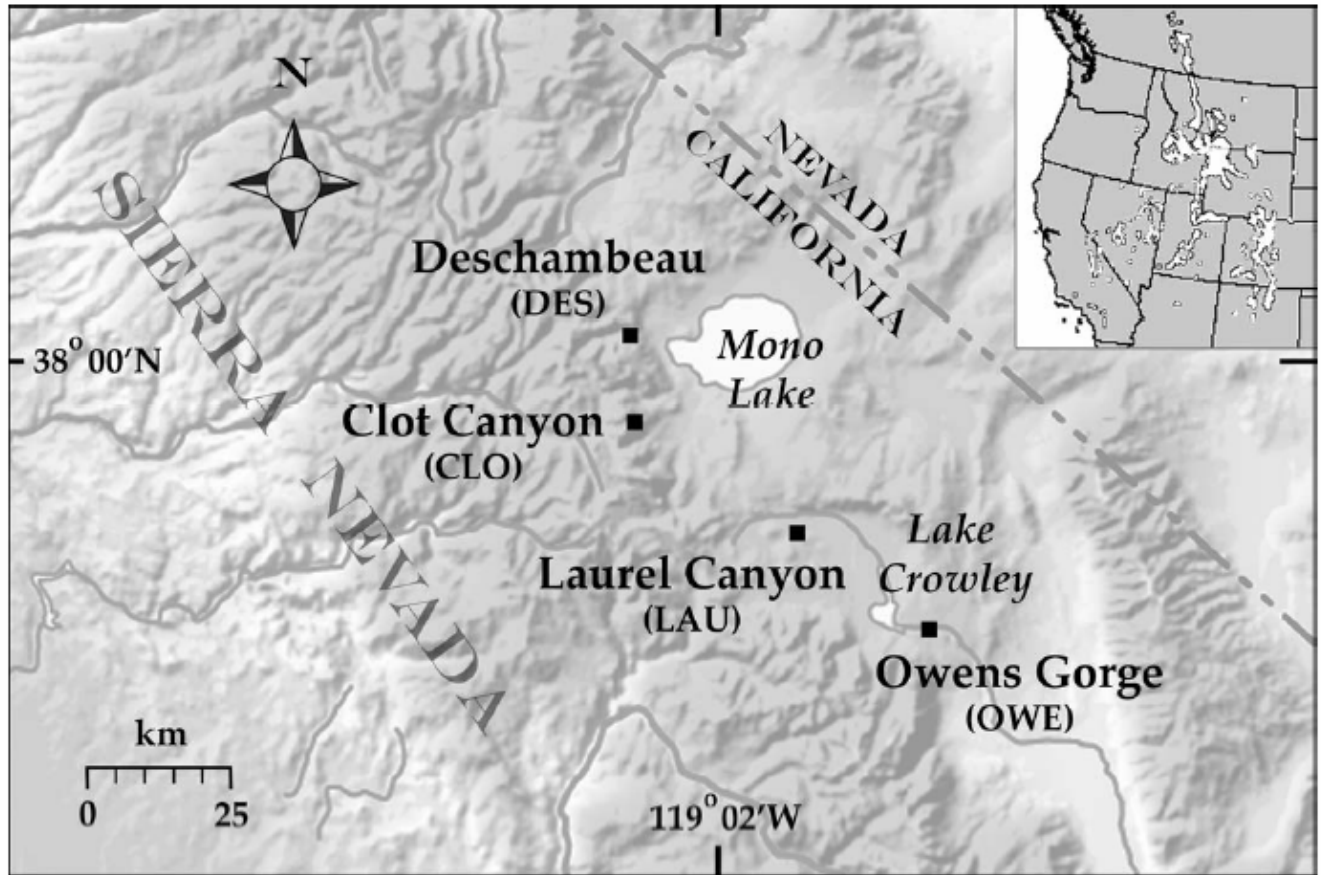 N
NEVADA
CALIFORNIA
SIERRA
NEVADA
Deschambeau
(DES)
Mono
Lake
38°00'N
Clot Canyon
(CLO)
Lake
Crowley
Laurel Canyon
(LAU)
Owens Gorge
(OWE)
km
0 25
119°02'W